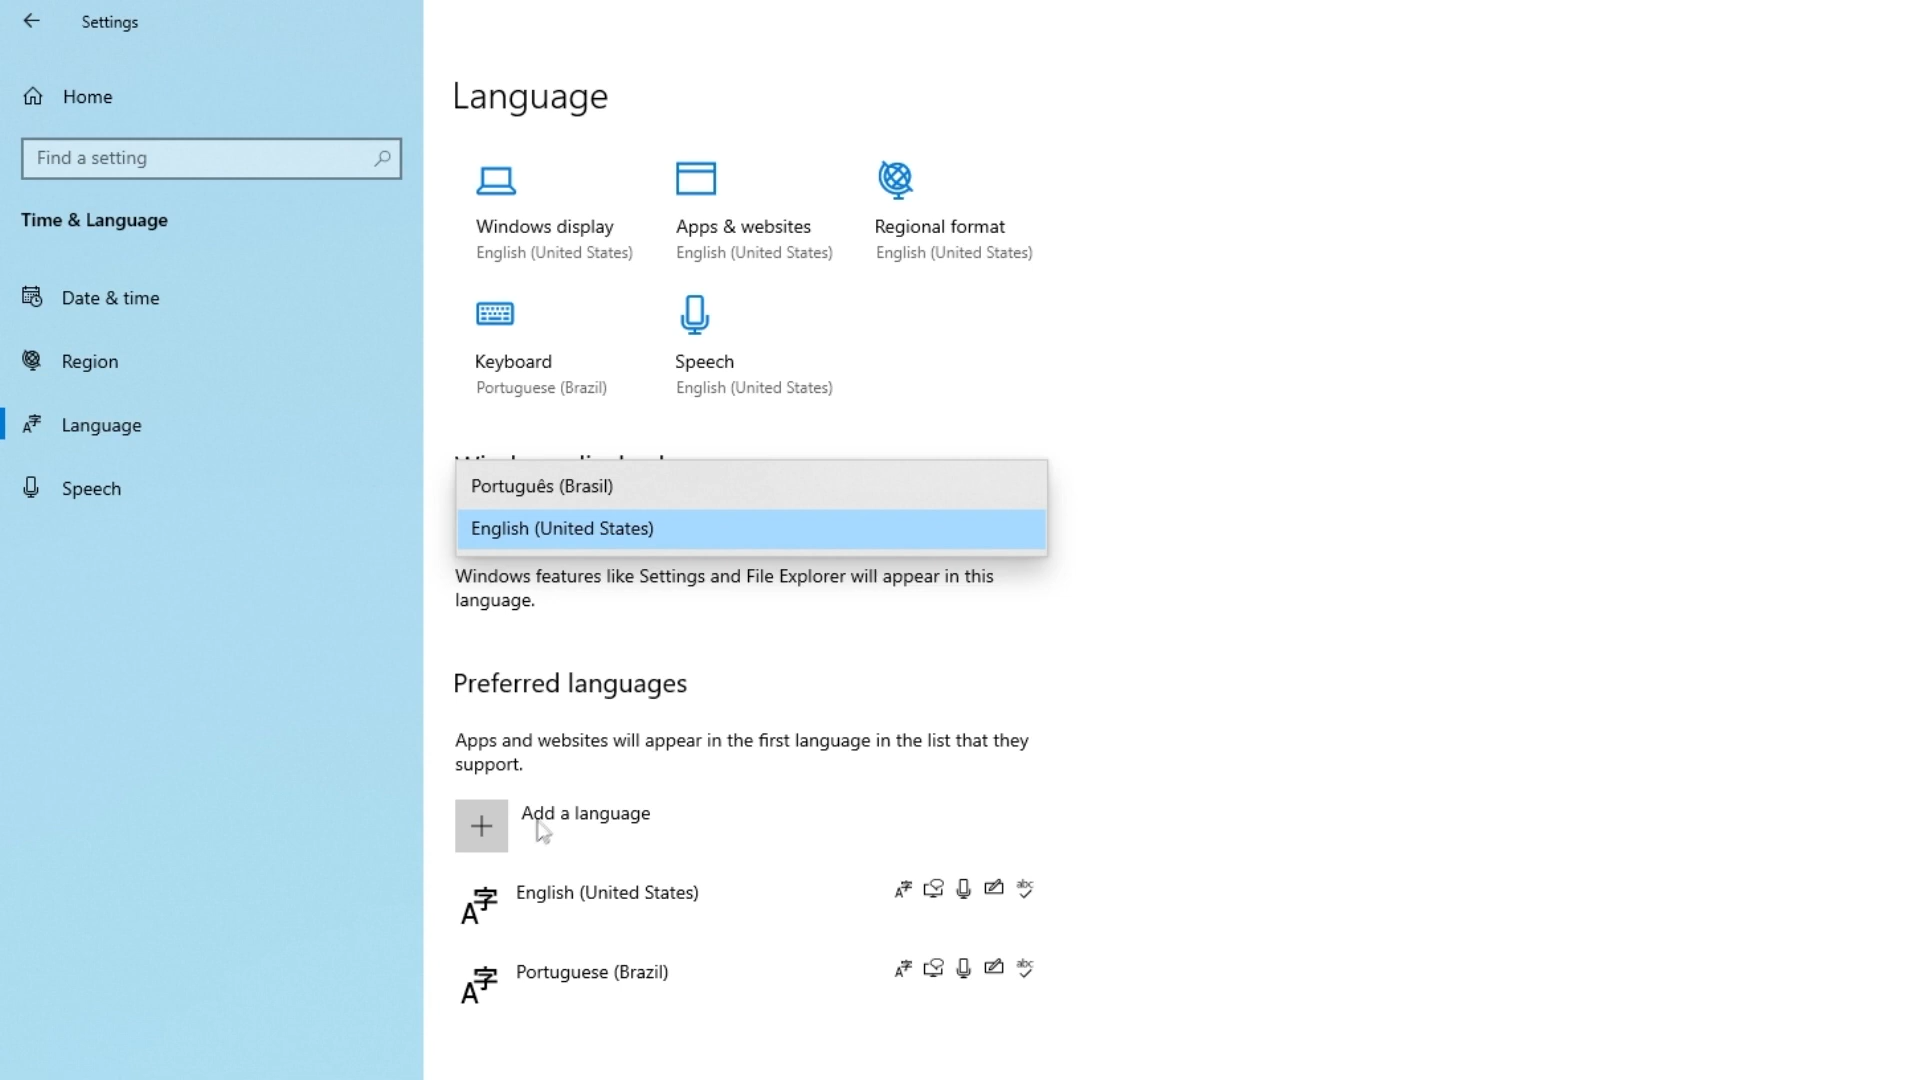 Settings
Home
Find a setting
Time & Language
Date & time
Region
Language
Speech
Language
Windows display
English (United States)
Apps & websites
English (United States)
Regional format
English (United States)
Keyboard
Portuguese (Brazil)
Speech
English (United States)
Português (Brasil)
English (United States)
Windows features like Settings and File Explorer will appear in this
language.
Preferred languages
Apps and websites will appear in the first language in the list that they
support.
Add a language
English (United States)
Portuguese (Brazil)